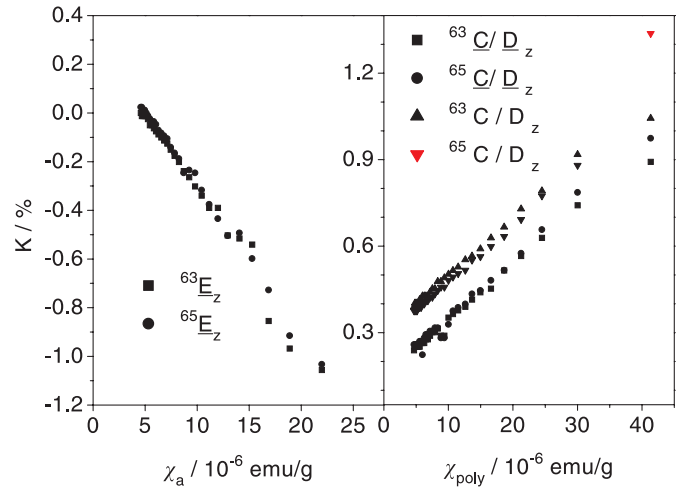 0.4
0.2
0.0
-0.2
-0.4
-0.6
-0.8
-1.0
-1.2
K / %
63E_z
65E_z
0 5 10 15 20 25
χa / 10-6 emu/g
1.2
0.9
0.6
0.3
63 C/ D z
65 C/ D z
63 C / D z
65 C / D z
0 10 20 30 40
χpoly / 10-6 emu/g